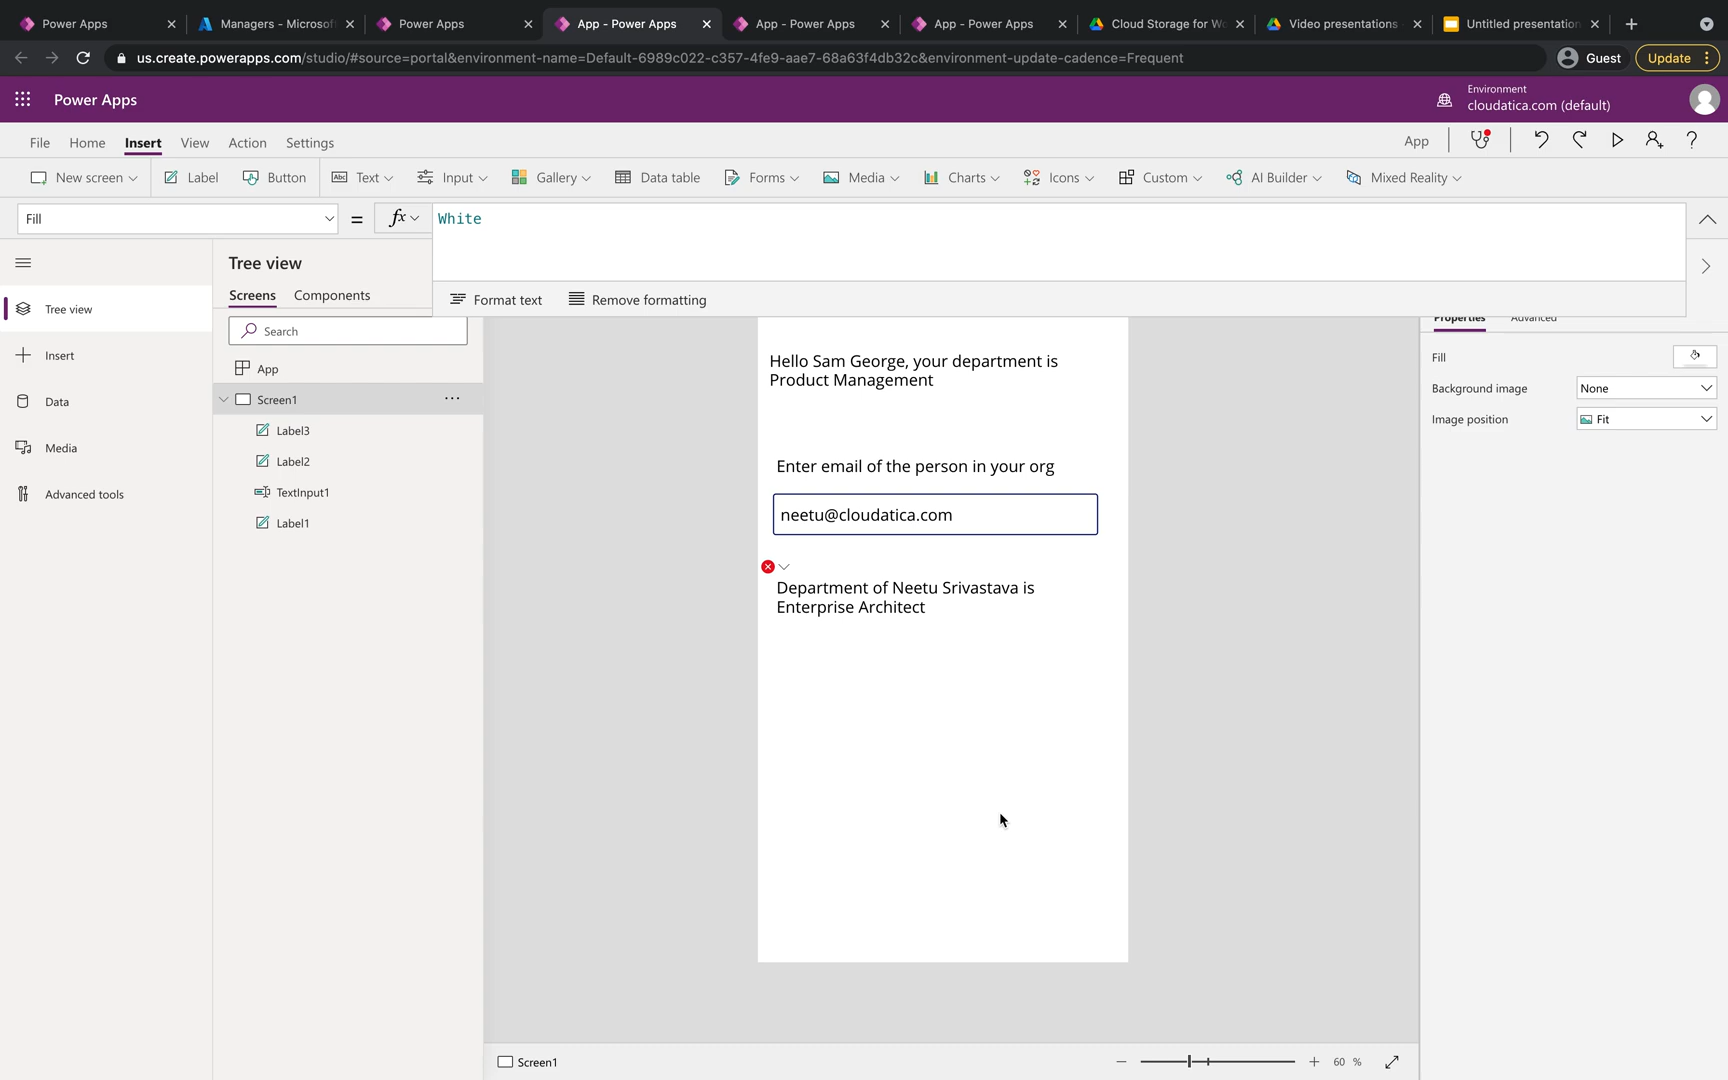 Power Apps
Managers - Microsof
Power Apps
App - Power Apps
App - Power Apps
App - Power Apps
Cloud Storage for Wo
Video presentations
Untitled presentation
us.create.powerapps.com/studio/#source=portal&environment-name=Default-6989c022-c357-4fe9-aae7-68a63f4db32c&environment-update-cadence=Frequent
Guest
Update
Power Apps
Environment
cloudatica.com (default)
File Home Insert View Action Settings
App
New screen Label Button Text Input Gallery Data table Forms Media Charts Icons Custom AI Builder Mixed Reality
Fill
= fx
White
Format text Remove formatting
Tree view
Screens Components
Search
App
Screen1
Label3
Label2
TextInput1
Label1
Tree view
Insert
Data
Media
Advanced tools
Hello Sam George, your department is
Product Management
Enter email of the person in your org
neetu@cloudatica.com
Department of Neetu Srivastava is
Enterprise Architect
Properties Advanced
Fill
Background image None
Image position Fit
Screen1
60 %